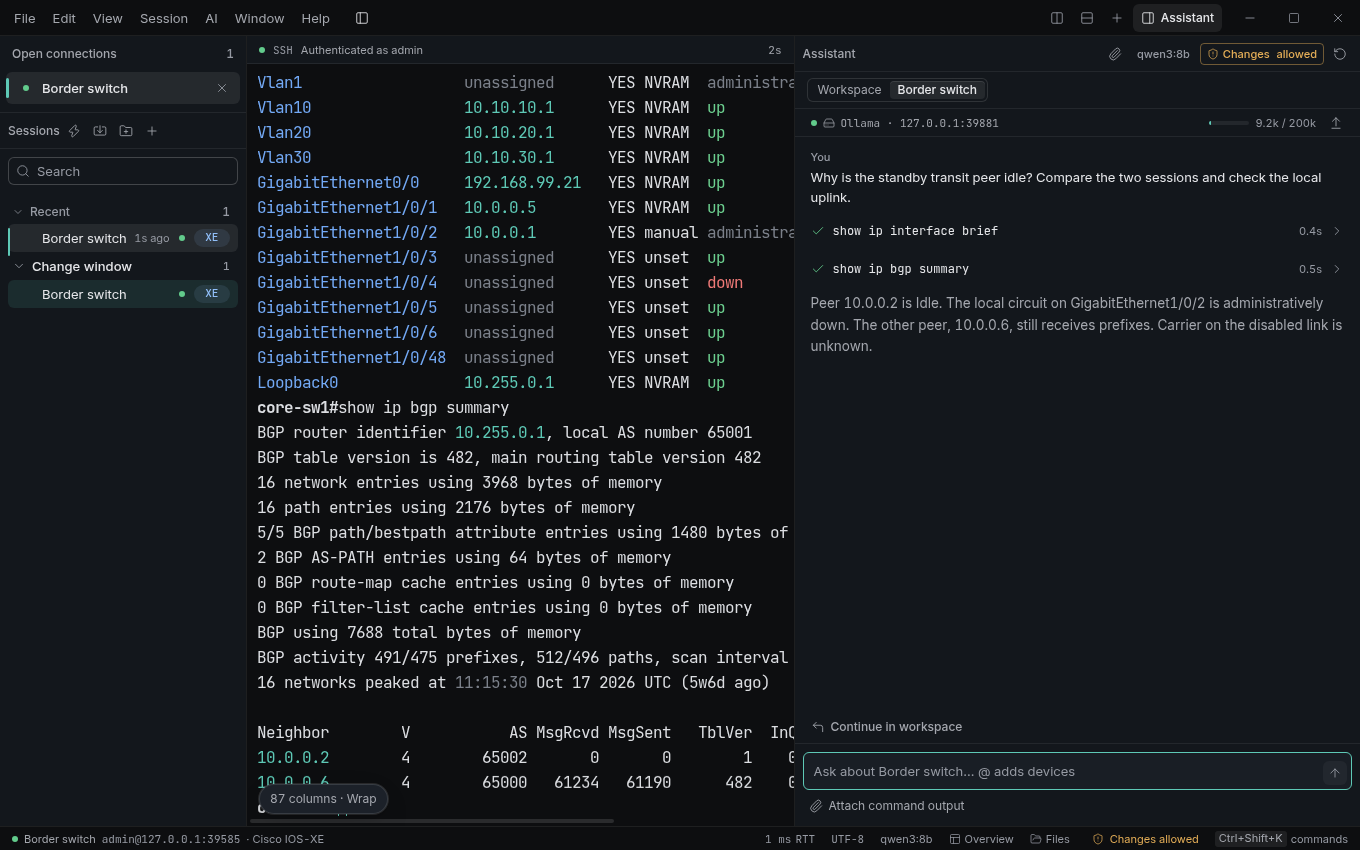 File Edit View Session AI Window Help
Assistant
Open connections 1
Border switch
Sessions
Search
Recent 1
Border switch 1s ago XE
Change window 1
Border switch XE
SSH Authenticated as admin 2s
Vlan1 unassigned YES NVRAM administra
Vlan10 10.10.10.1 YES NVRAM up
Vlan20 10.10.20.1 YES NVRAM up
Vlan30 10.10.30.1 YES NVRAM up
GigabitEthernet0/0 192.168.99.21 YES NVRAM up
GigabitEthernet1/0/1 10.0.0.5 YES NVRAM up
GigabitEthernet1/0/2 10.0.0.1 YES manual administra
GigabitEthernet1/0/3 unassigned YES unset up
GigabitEthernet1/0/4 unassigned YES unset down
GigabitEthernet1/0/5 unassigned YES unset up
GigabitEthernet1/0/6 unassigned YES unset up
GigabitEthernet1/0/48 unassigned YES unset up
Loopback0 10.255.0.1 YES NVRAM up
core-sw1#show ip bgp summary
BGP router identifier 10.255.0.1, local AS number 65001
BGP table version is 482, main routing table version 482
16 network entries using 3968 bytes of memory
16 path entries using 2176 bytes of memory
5/5 BGP path/bestpath attribute entries using 1480 bytes of
2 BGP AS-PATH entries using 64 bytes of memory
0 BGP route-map cache entries using 0 bytes of memory
0 BGP filter-list cache entries using 0 bytes of memory
BGP using 7688 total bytes of memory
BGP activity 491/475 prefixes, 512/496 paths, scan interval
16 networks peaked at 11:15:30 Oct 17 2026 UTC (5w6d ago)
Neighbor V AS MsgRcvd MsgSent TblVer InQ
10.0.0.2 4 65002 0 0 1 0
10.0.0.6 4 65000 61234 61190 482 0
87 columns · Wrap
Assistant qwen3:8b Changes allowed
Workspace Border switch
Ollama · 127.0.0.1:39881 9.2k / 200k
You
Why is the standby transit peer idle? Compare the two sessions and check the local
uplink.
show ip interface brief 0.4s
show ip bgp summary 0.5s
Peer 10.0.0.2 is Idle. The local circuit on GigabitEthernet1/0/2 is administratively
down. The other peer, 10.0.0.6, still receives prefixes. Carrier on the disabled link is
unknown.
Continue in workspace
Ask about Border switch... @ adds devices
Attach command output
Border switch admin@127.0.0.1:39585 · Cisco IOS-XE 1 ms RTT UTF-8 qwen3:8b Overview Files Changes allowed Ctrl+Shift+K commands